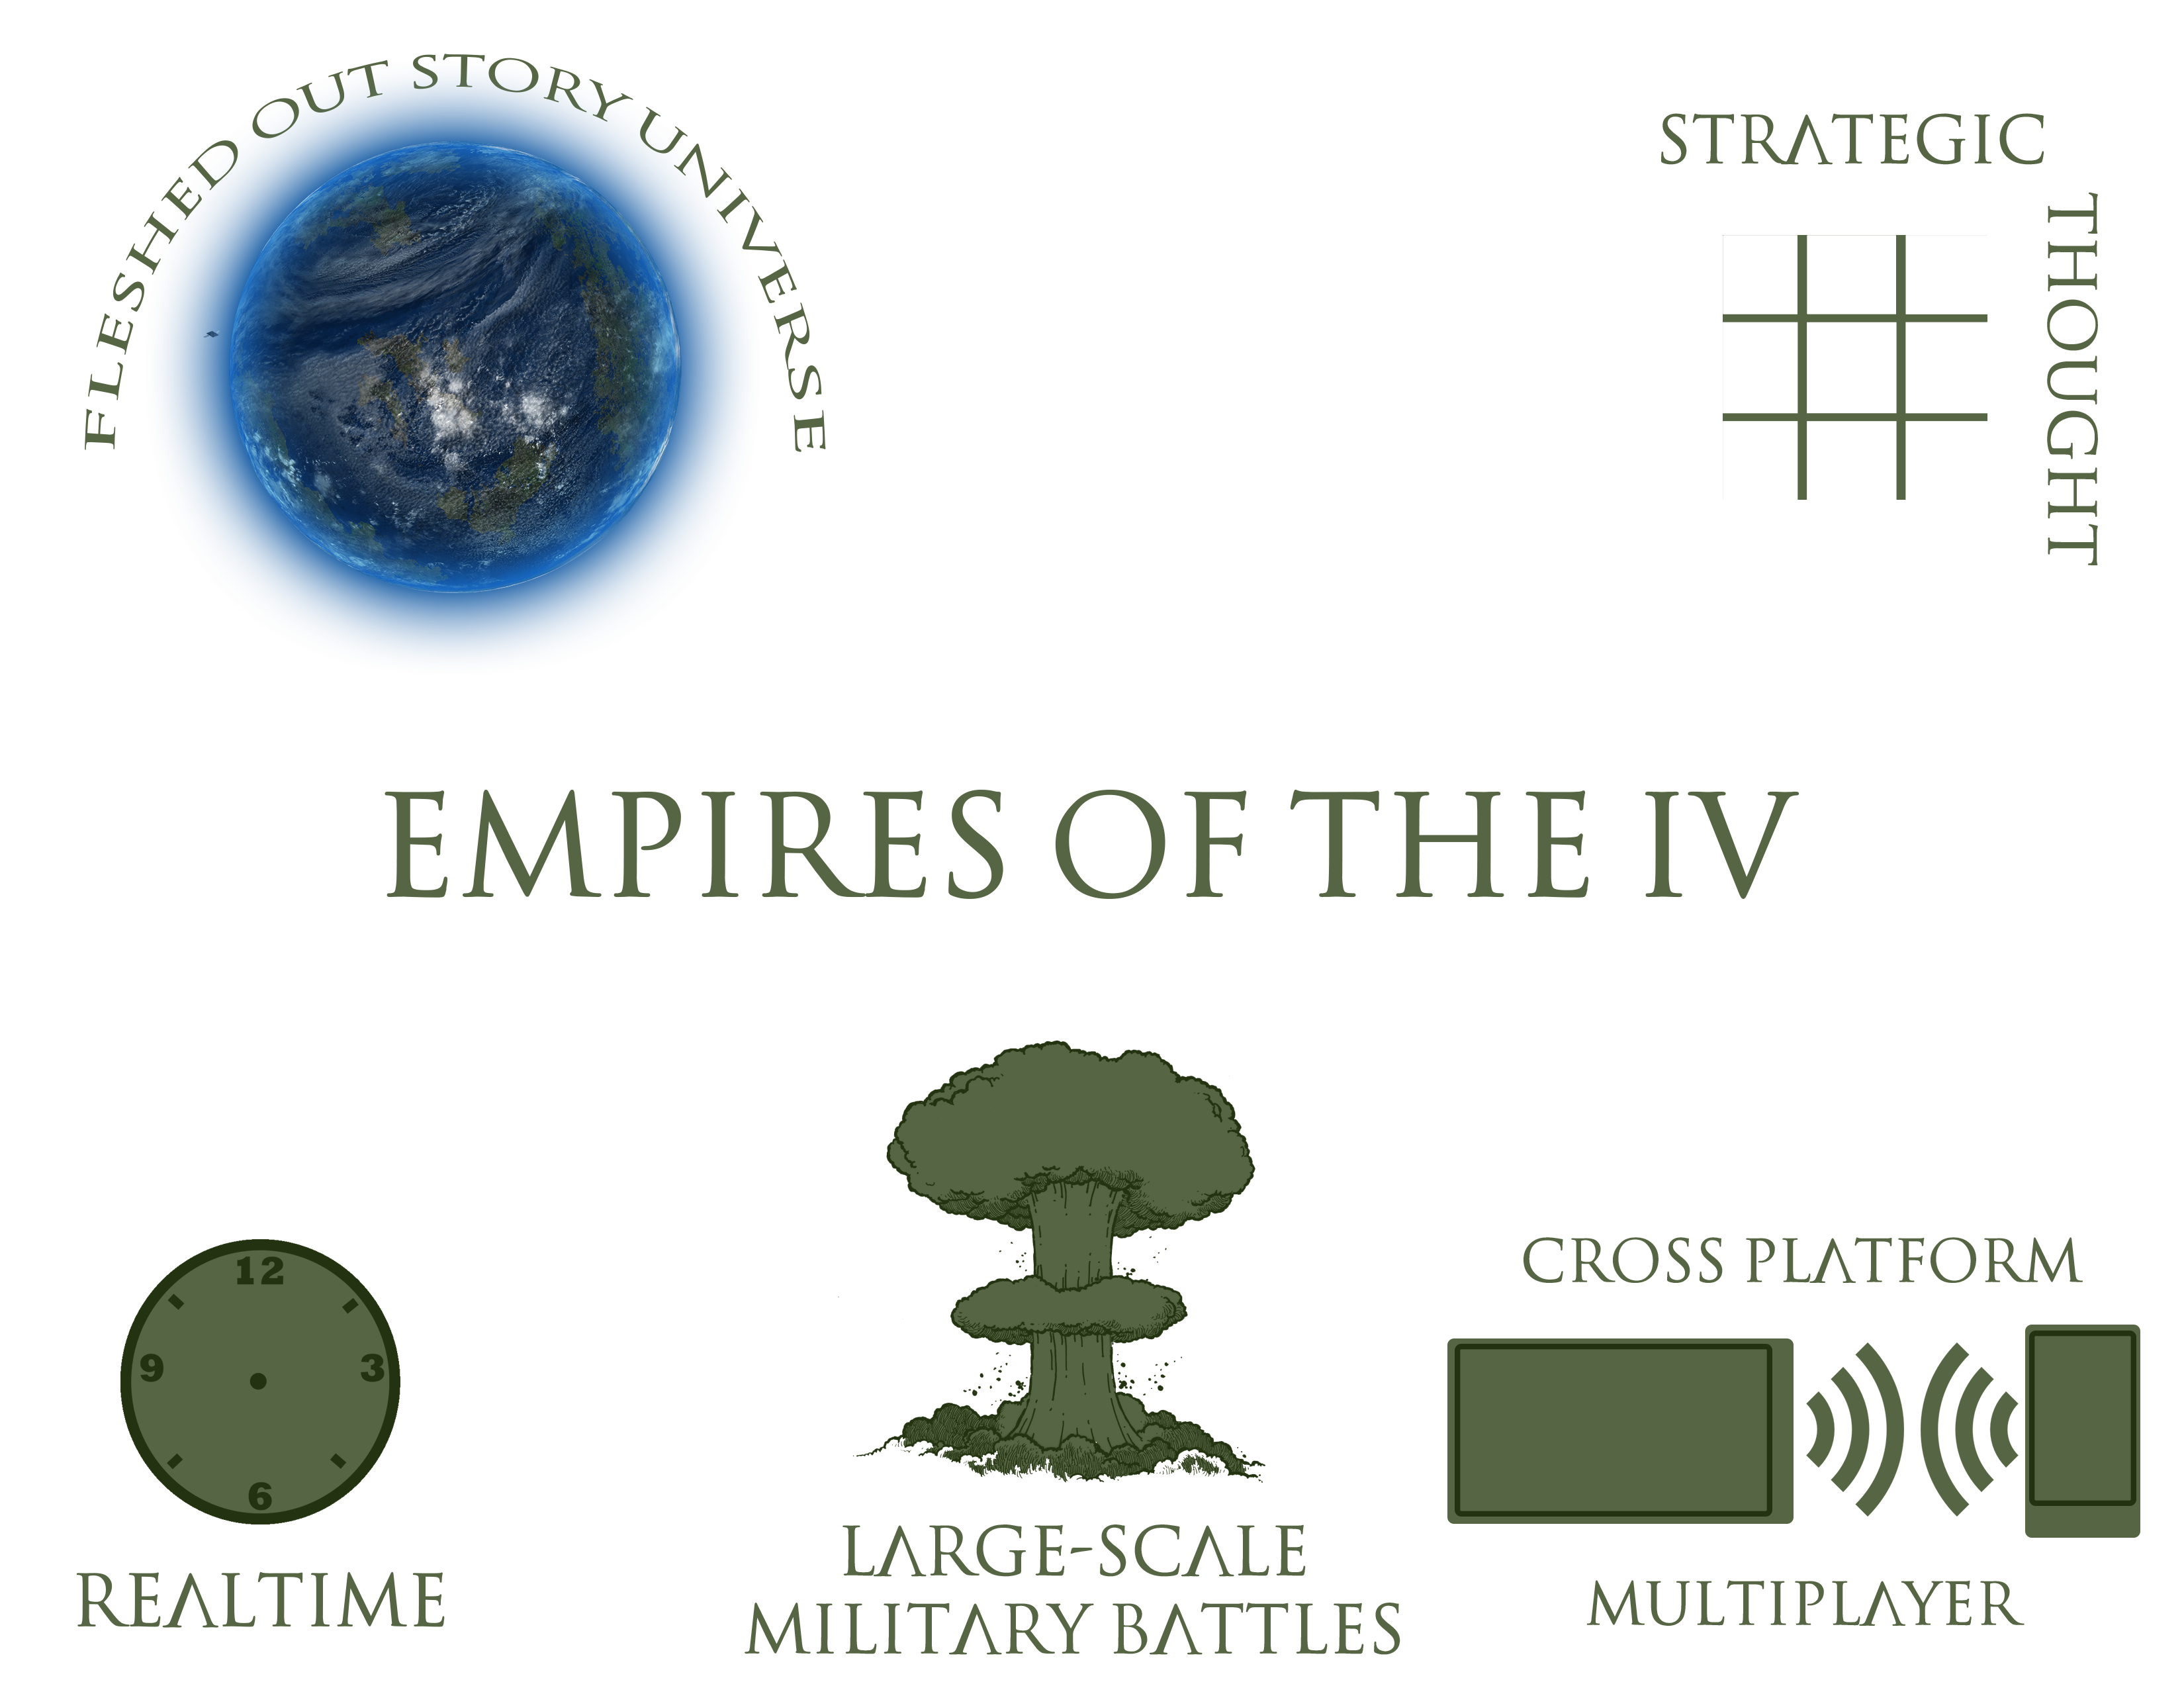 FLESHED OUT STORY UNIVERSE
STRATEGIC
THOUGHT
EMPIRES OF THE IV
12
9
3
6
REALTIME
LARGE-SCALE
MILITARY BATTLES
CROSS PLATFORM
MULTIPLAYER